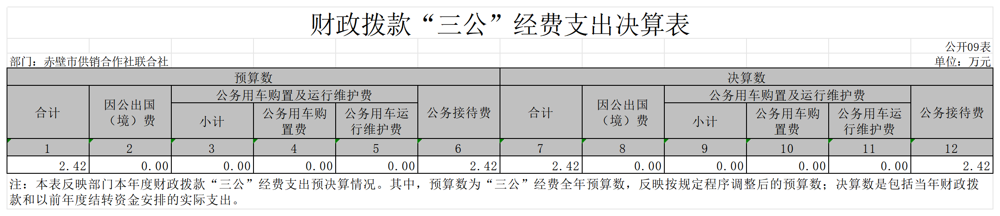 财政拨款“三公”经费支出决算表
公开09表
部门：赤壁市供销合作社联合社 单位：万元
预算数 决算数
合计 因公出国（境）费 公务用车购置及运行维护费 公务接待费 合计 因公出国（境）费 公务用车购置及运行维护费 公务接待费
小计 公务用车购置费 公务用车运行维护费 小计 公务用车购置费 公务用车运行维护费
1 2 3 4 5 6 7 8 9 10 11 12
2.42 0.00 0.00 0.00 0.00 2.42 2.42 0.00 0.00 0.00 0.00 2.42
注：本表反映部门本年度财政拨款“三公”经费支出预决算情况。其中，预算数为“三公”经费全年预算数，反映按规定程序调整后的预算数；决算数是包括当年财政拨
款和以前年度结转资金安排的实际支出。